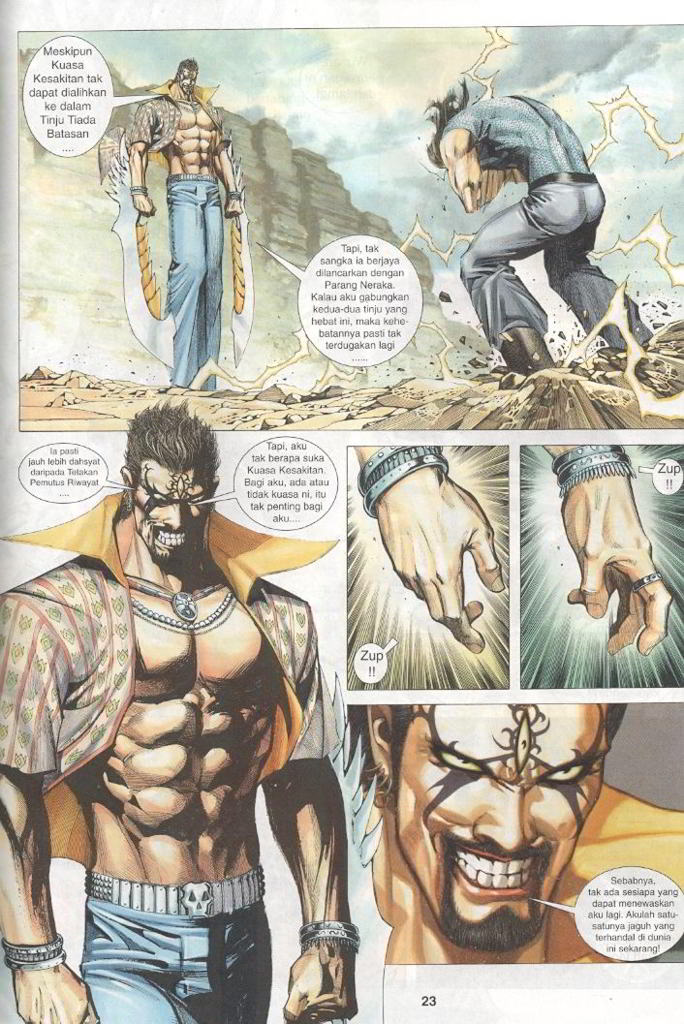 Meskipun
Kuasa
Kesakitan tak
dapat dialihkan
ke dalam
Tinju Tiada
Batasan
....
Tapi, tak
sangka ia berjaya
dilancarkan dengan
Parang Neraka.
Kalau aku gabungkan
kedua-dua tinju yang
hebat ini, maka kehe-
batannya pasti tak
terdugakan lagi
......
Ia pasti
jauh lebih dahsyat
daripada Tetakan
Pemutus Riwayat
....
Tapi, aku
tak berapa suka
Kuasa Kesakitan.
Bagi aku, ada atau
tidak kuasa ni, itu
tak penting bagi
aku....
Zup
!!
Zup
!!
Sebabnya,
tak ada sesiapa yang
dapat menewaskan
aku lagi. Akulah satu-
satunya jaguh yang
terhandal di dunia
ini sekarang!
23